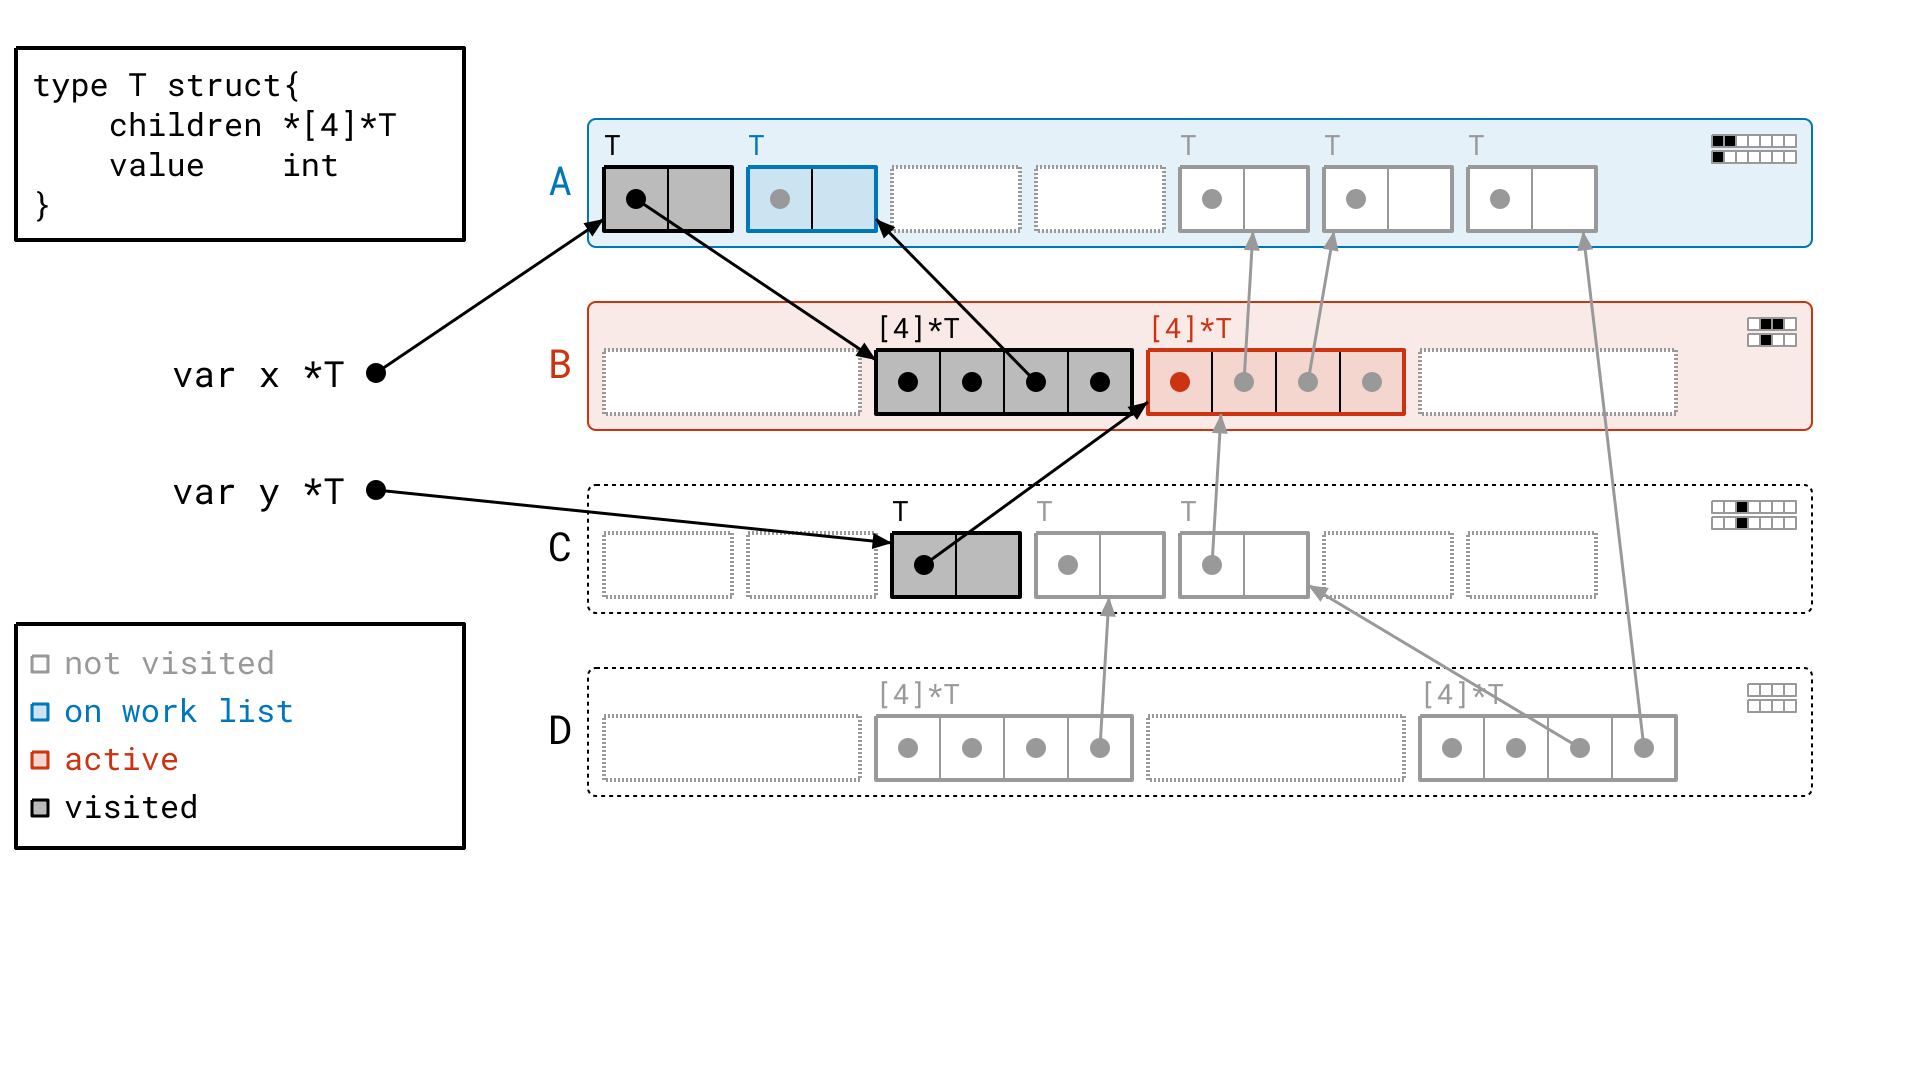 type T struct{
    children *[4]*T
    value    int
}
T T T T T
A
[4]*T [4]*T
B
var x *T
var y *T
T T T
C
[4]*T [4]*T
D
not visited
on work list
active
visited